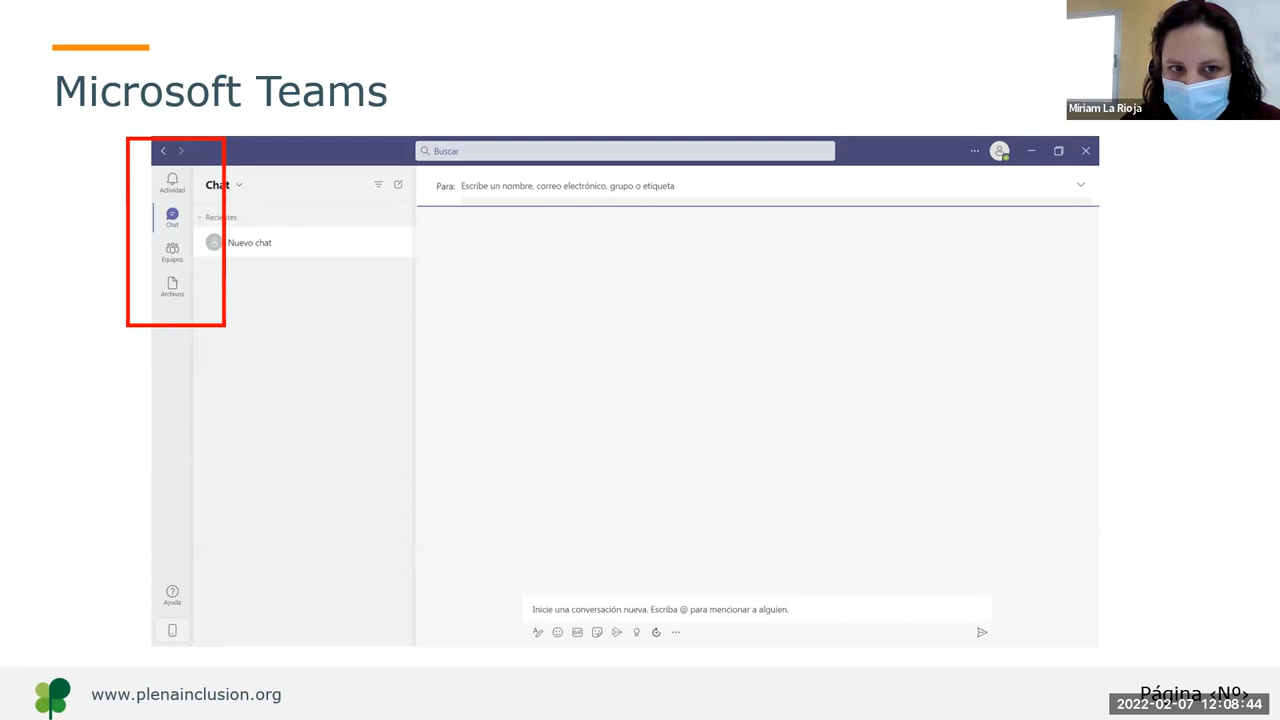 Microsoft Teams
Miriam La Rioja
Buscar
Actividad
Chat
Para: Escribe un nombre, correo electrónico, grupo o etiqueta
Chat
Recientes
Nuevo chat
Equipos
Archivos
Ayuda
Inicie una conversación nueva. Escriba @ para mencionar a alguien.
GIF
www.plenainclusion.org
Página ‹Nº›
2022-02-07 12:08:44